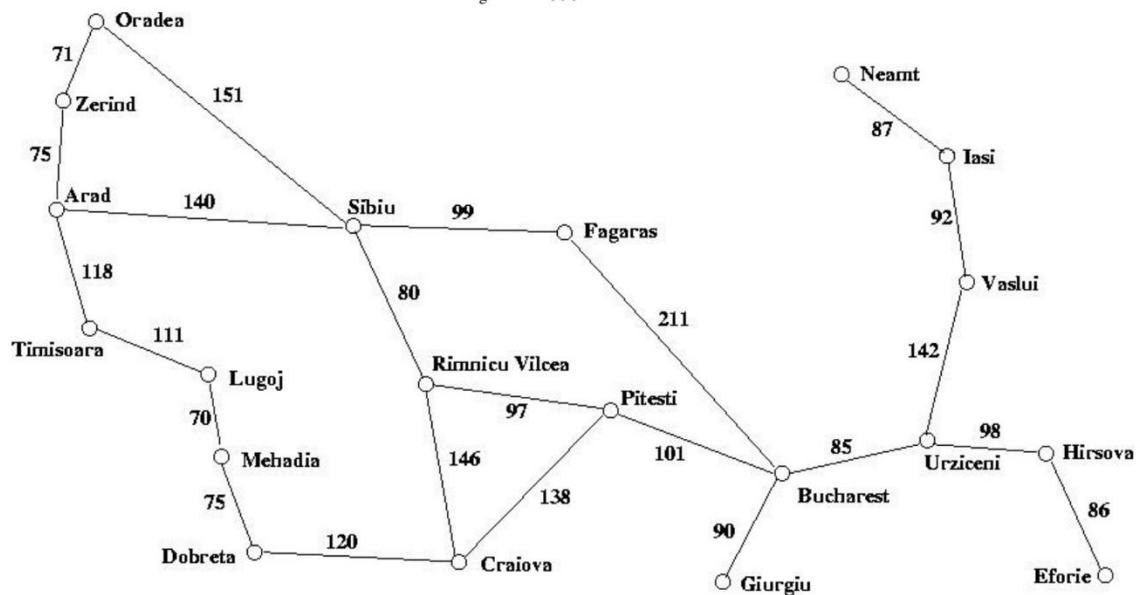 Oradea
71
Neamt
Zerind
151
87
75
Iasi
Arad
140
Sibiu
99
Fagaras
92
118
80
Vaslui
211
Timisoara
111
142
Rimnicu Vilcea
Lugoj
97
Pitesti
70
98
Mehadia
146
101
85
Urziceni
Hirsova
138
Bucharest
75
86
90
Dobreta
120
Craiova
Giurgiu
Eforie